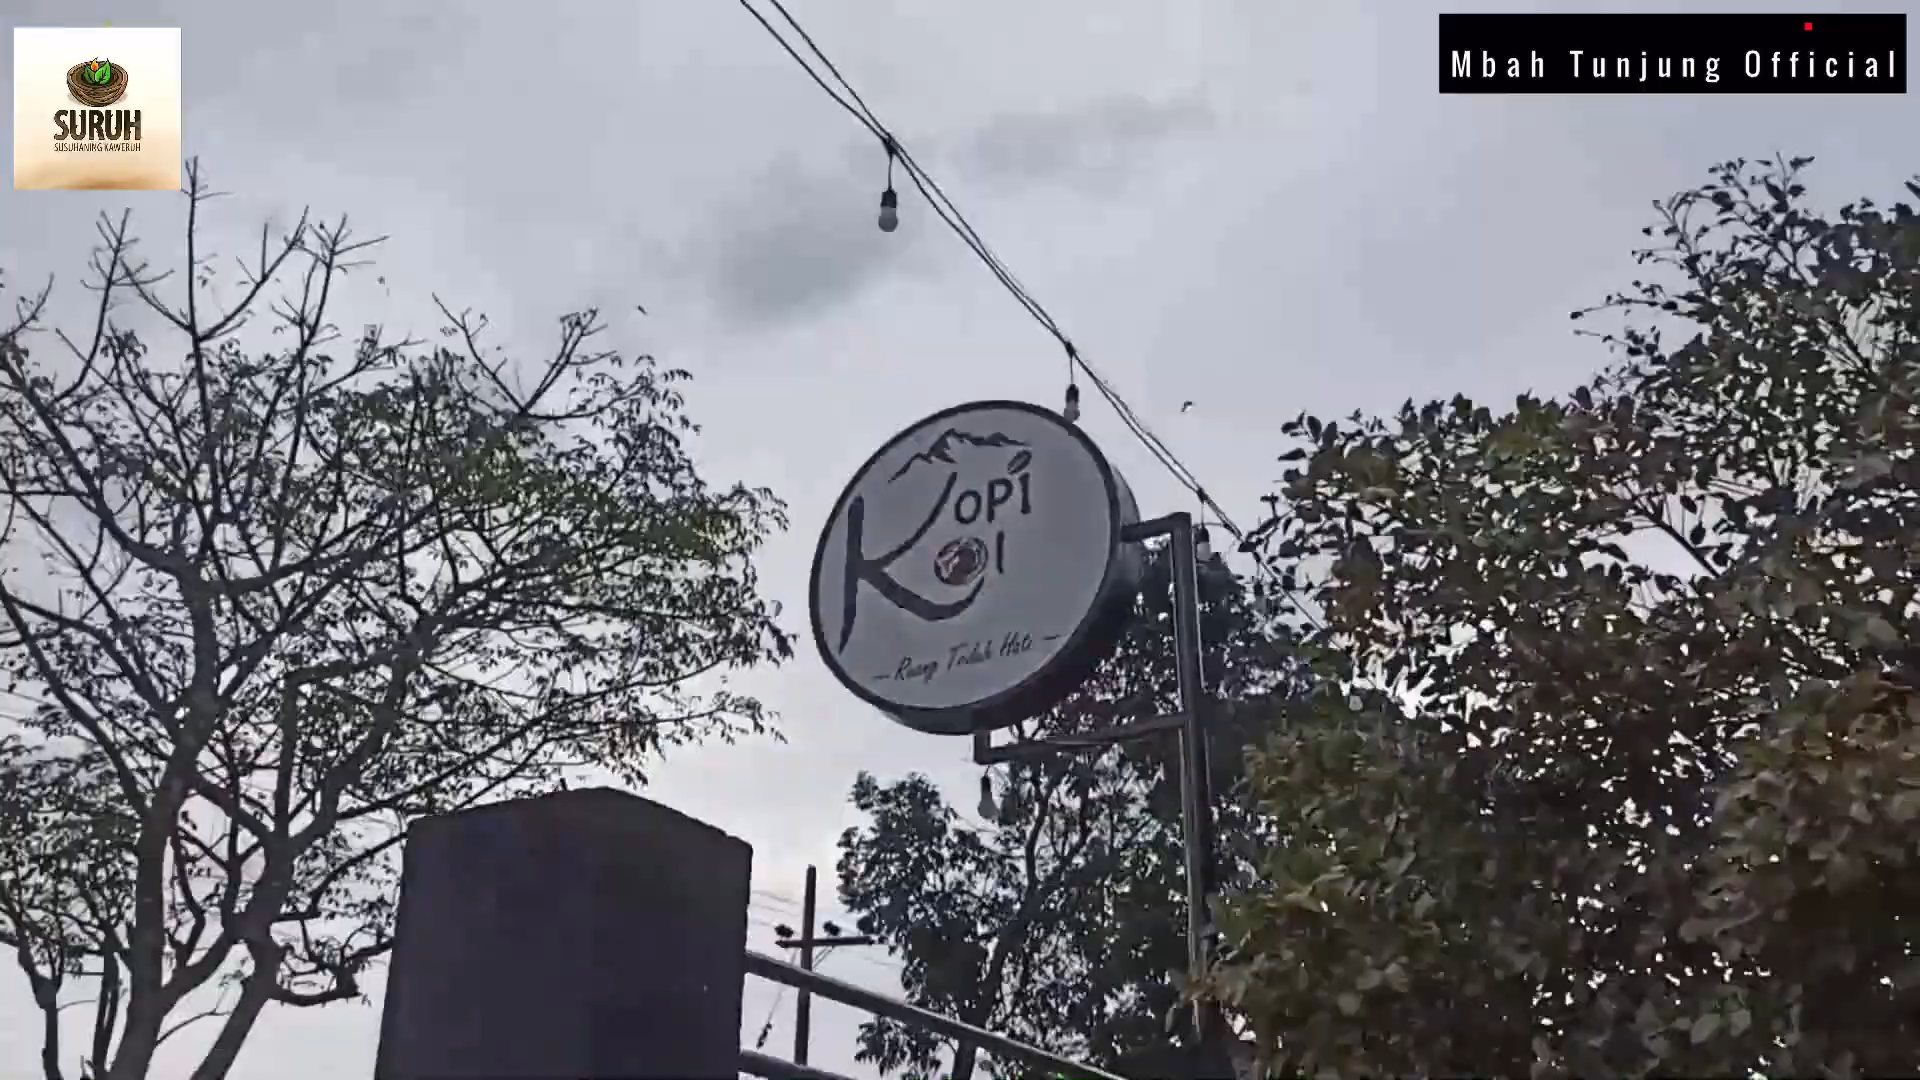 SURUH
SUSUHANING KAWERUH
Mbah Tunjung Official
Kopi
Koi
— Ruang Teduh Hati —